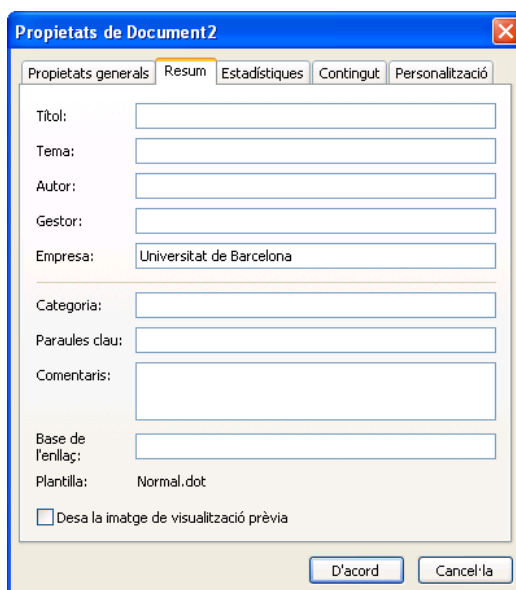 Propietats de Document2
Propietats generals Resum Estadístiques Contingut Personalització
Títol:
Tema:
Autor:
Gestor:
Empresa: Universitat de Barcelona
Categoria:
Paraules clau:
Comentaris:
Base de
l'enllaç:
Plantilla: Normal.dot
Desa la imatge de visualització prèvia
D'acord Cancel·la